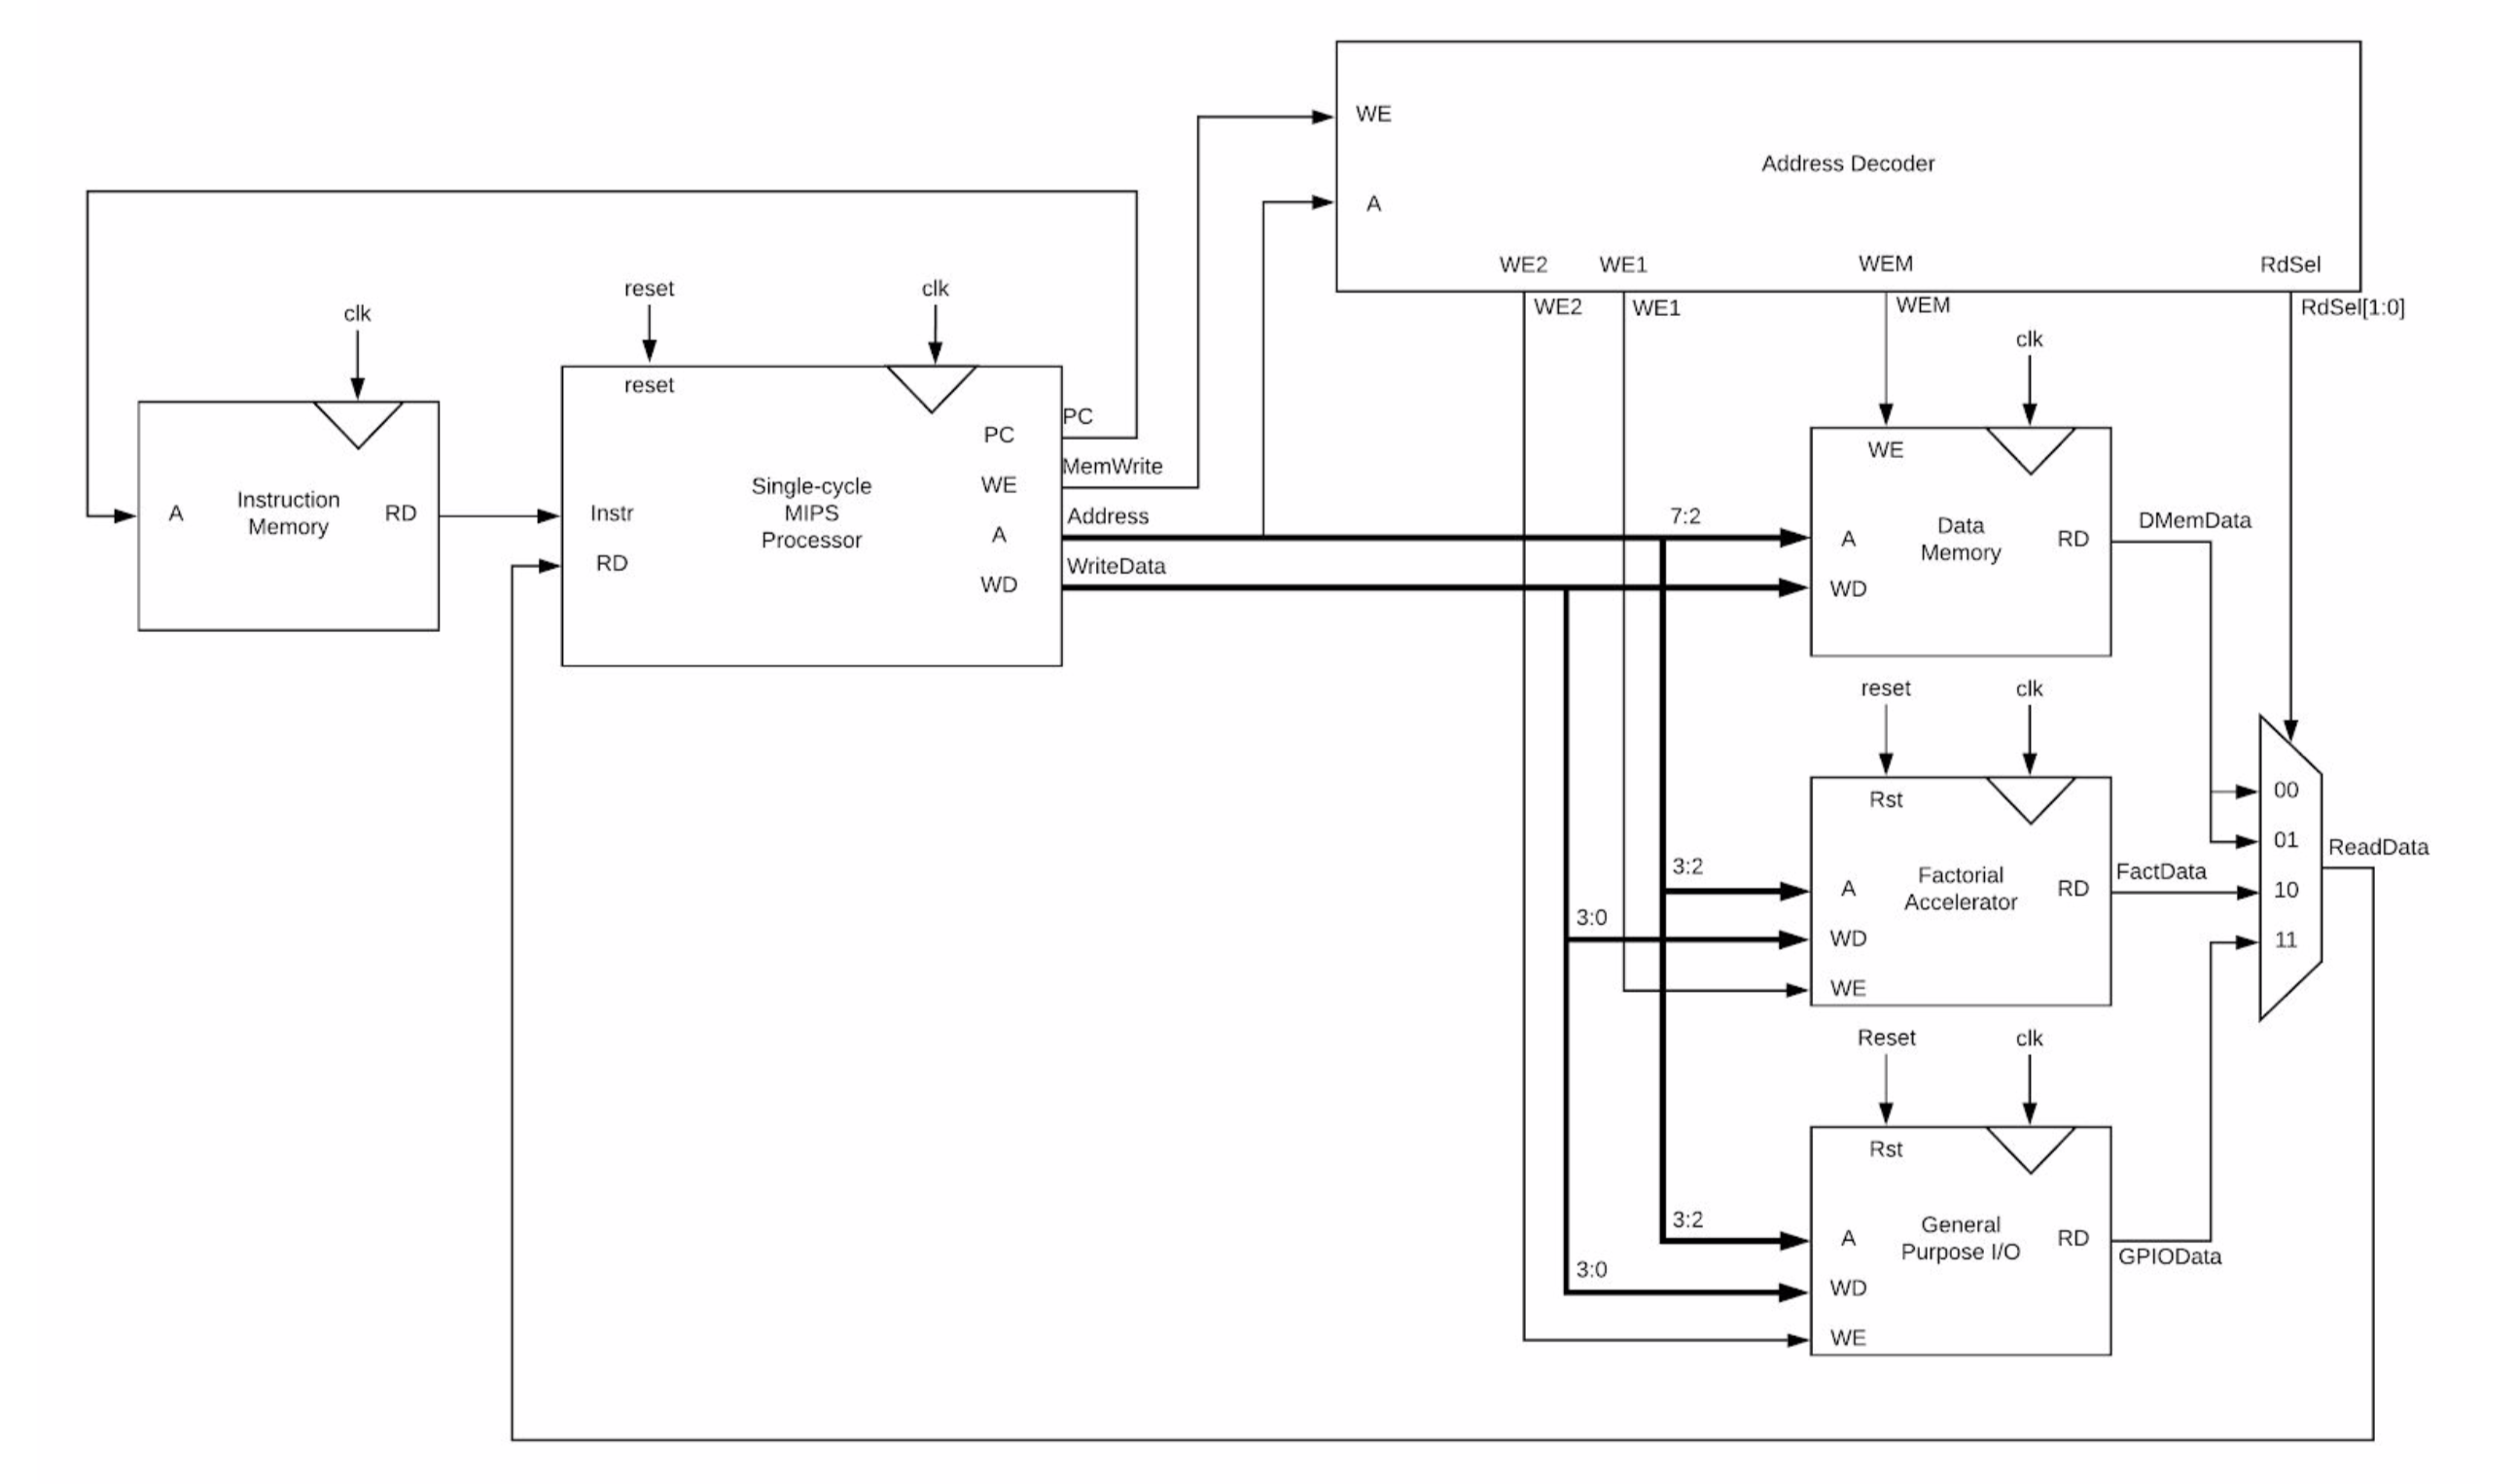 WE
Address Decoder
A
WE2
WE1
WEM
RdSel
WE2
WE1
WEM
RdSel[1:0]
clk
reset
clk
clk
reset
PC
PC
MemWrite
WE
Address
A
WriteData
WD
Instr
RD
Single-cycle
MIPS
Processor
A
Instruction
Memory
RD
7:2
WE
A
WD
Data
Memory
RD
DMemData
reset
clk
Rst
3:2
A
3:0
WD
WE
Factorial
Accelerator
RD
FactData
00
01
10
11
ReadData
Reset
clk
Rst
3:2
A
3:0
WD
WE
General
Purpose I/O
RD
GPIOData